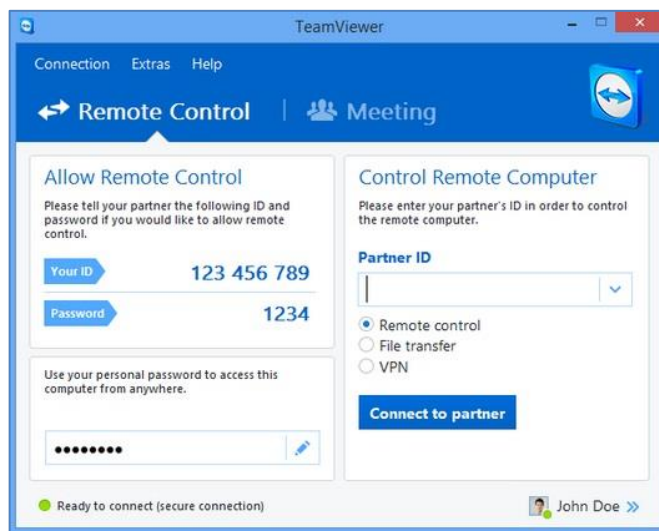 TeamViewer
Connection Extras Help
Remote Control
Meeting
Allow Remote Control
Please tell your partner the following ID and
password if you would like to allow remote
control.
Your ID 123 456 789
Password 1234
Use your personal password to access this
computer from anywhere.
••••••••
Control Remote Computer
Please enter your partner's ID in order to control
the remote computer.
Partner ID
Remote control
File transfer
VPN
Connect to partner
Ready to connect (secure connection)
John Doe